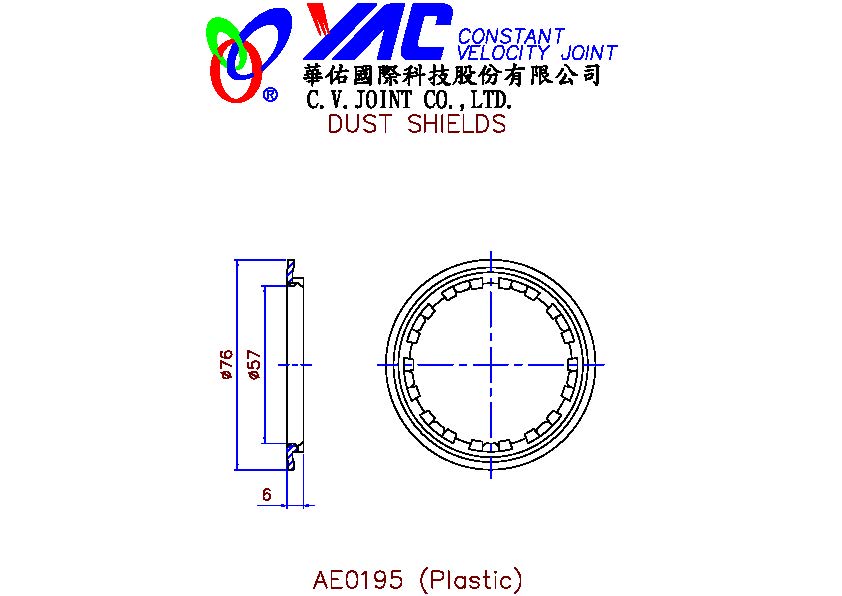 YAC CONSTANT
VELOCITY JOINT
®
華佑國際科技股份有限公司
C.V.JOINT CO.,LTD.
DUST SHIELDS
ø76
ø57
6
AE0195 (Plastic)